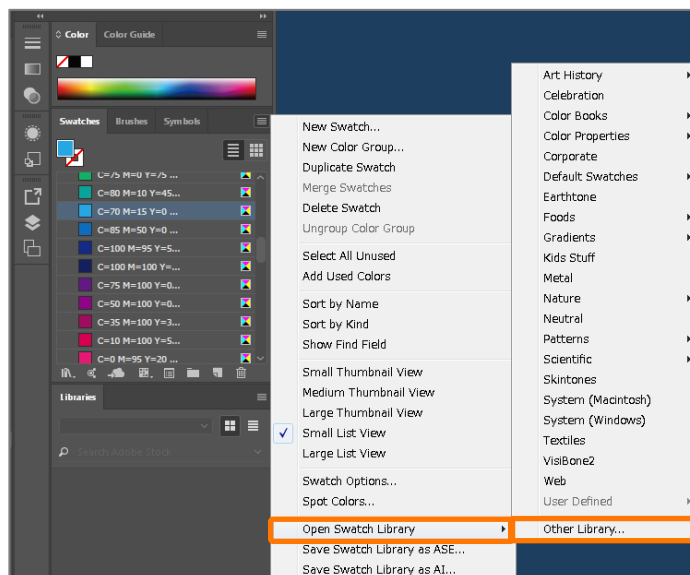 Color Color Guide
Swatches Brushes Symbols
C=75 M=0 Y=75 ...
C=80 M=10 Y=45...
C=70 M=15 Y=0 ...
C=85 M=50 Y=0 ...
C=100 M=95 Y=5...
C=100 M=100 Y=...
C=75 M=100 Y=0...
C=50 M=100 Y=0...
C=35 M=100 Y=3...
C=10 M=100 Y=5...
C=0 M=95 Y=20 ...
Libraries
Search Adobe Stock
New Swatch...
New Color Group...
Duplicate Swatch
Merge Swatches
Delete Swatch
Ungroup Color Group
Select All Unused
Add Used Colors
Sort by Name
Sort by Kind
Show Find Field
Small Thumbnail View
Medium Thumbnail View
Large Thumbnail View
Small List View
Large List View
Swatch Options...
Spot Colors...
Open Swatch Library
Save Swatch Library as ASE...
Save Swatch Library as AI...
Art History
Celebration
Color Books
Color Properties
Corporate
Default Swatches
Earthtone
Foods
Gradients
Kids Stuff
Metal
Nature
Neutral
Patterns
Scientific
Skintones
System (Macintosh)
System (Windows)
Textiles
VisiBone2
Web
User Defined
Other Library...